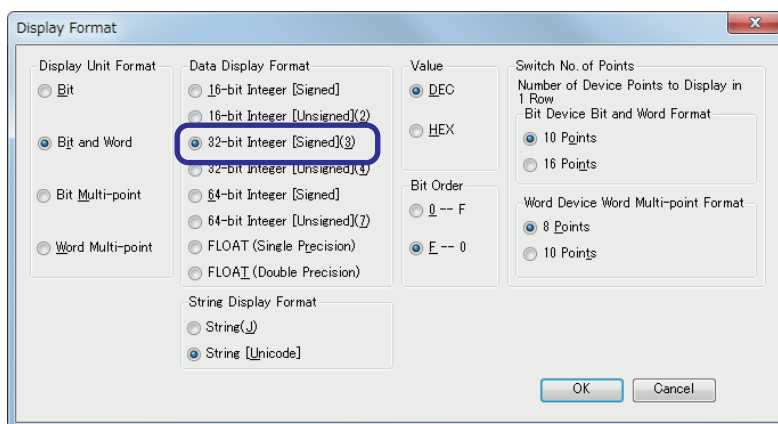 Display Format
Display Unit Format
Bit
Bit and Word
Bit Multi-point
Word Multi-point
Data Display Format
16-bit Integer [Signed]
16-bit Integer [Unsigned](2)
32-bit Integer [Signed](3)
32-bit Integer [Unsigned](4)
64-bit Integer [Signed]
64-bit Integer [Unsigned](7)
FLOAT (Single Precision)
FLOAT (Double Precision)
String Display Format
String(J)
String [Unicode]
Value
DEC
HEX
Bit Order
0 -- F
F -- 0
Switch No. of Points
Number of Device Points to Display in
1 Row
Bit Device Bit and Word Format
10 Points
16 Points
Word Device Word Multi-point Format
8 Points
10 Points
OK
Cancel